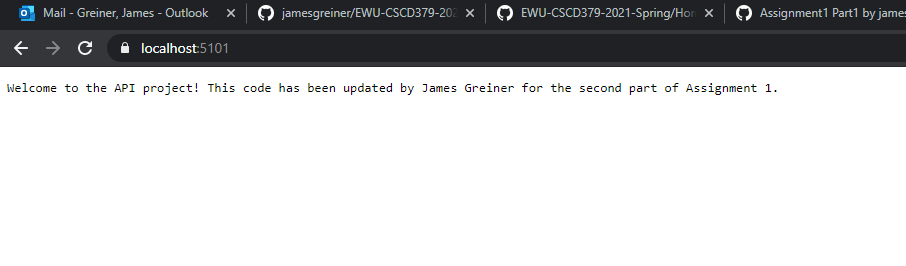 Mail - Greiner, James - Outlook
jamesgreiner/EWU-CSCD379-202
EWU-CSCD379-2021-Spring/Hom
Assignment1 Part1 by james
localhost:5101
Welcome to the API project! This code has been updated by James Greiner for the second part of Assignment 1.